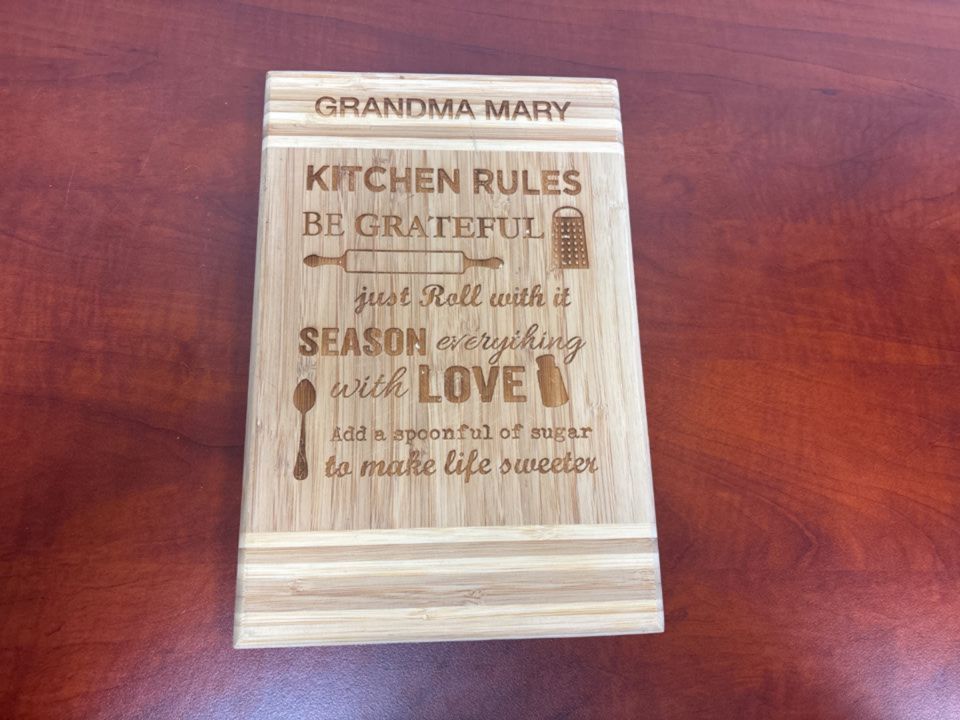 GRANDMA MARY
KITCHEN RULES
BE GRATEFUL
just Roll with it
SEASON everything
with LOVE
Add a spoonful of sugar
to make life sweeter